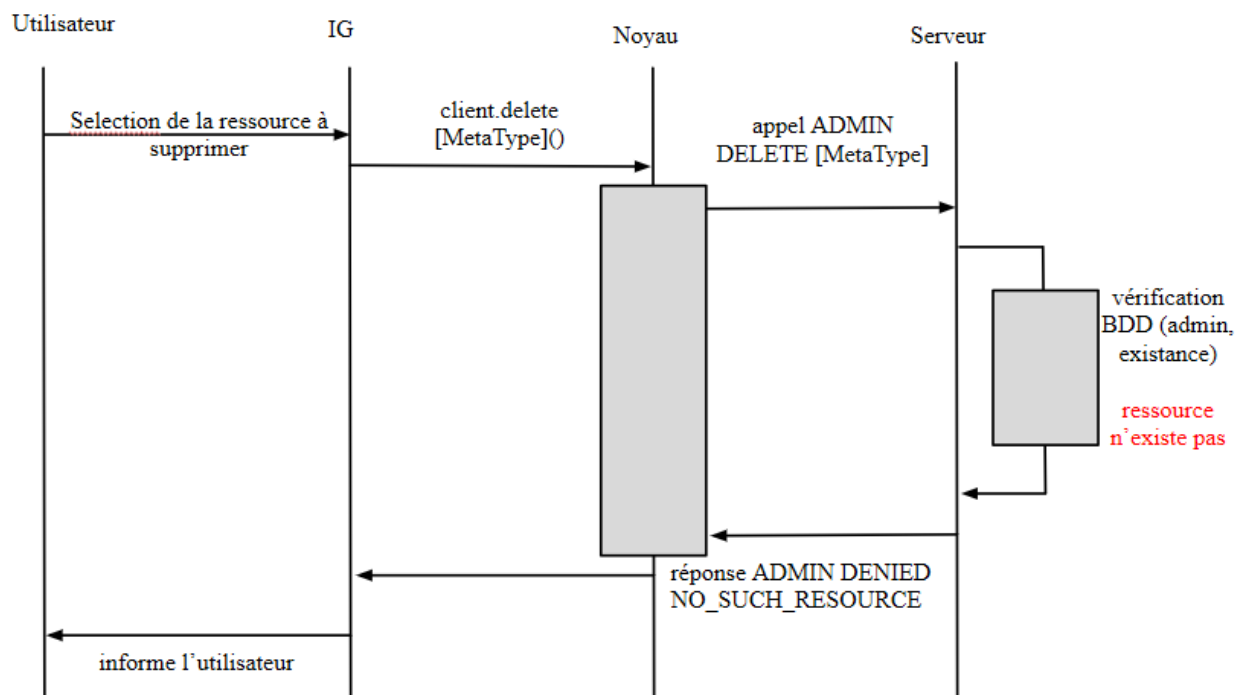 Utilisateur
IG
Noyau
Serveur
Selection de la ressource à
supprimer
client.delete
[MetaType]()
appel ADMIN
DELETE [MetaType]
vérification
BDD (admin,
existance)
ressource
n’existe pas
réponse ADMIN DENIED
NO_SUCH_RESOURCE
informe l’utilisateur